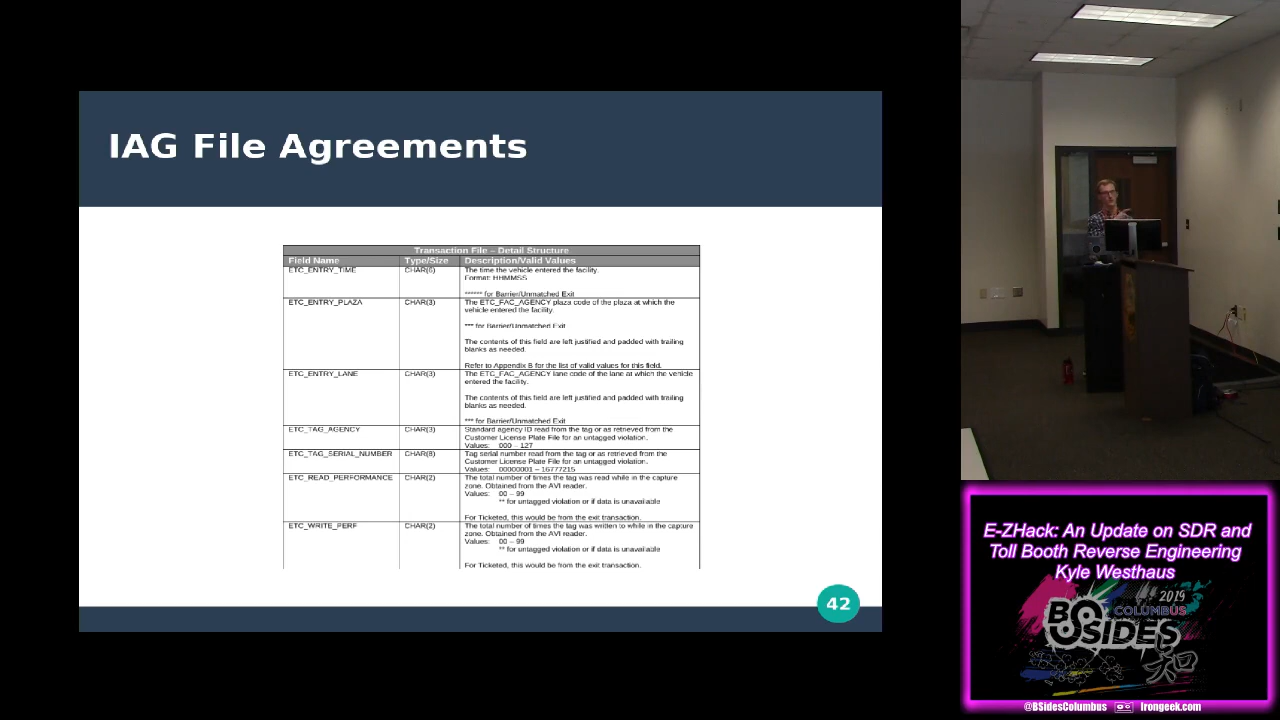 IAG File Agreements
Transaction File – Detail Structure
Field Name Type/Size Description/Valid Values
ETC_ENTRY_TIME CHAR(6) The time the vehicle entered the facility.
Format: HHMMSS
****** for Barrier/Unmatched Exit
ETC_ENTRY_PLAZA CHAR(3) The ETC_FAC_AGENCY plaza code of the plaza at which the
vehicle entered the facility.
*** for Barrier/Unmatched Exit
The contents of this field are left justified and padded with trailing
blanks as needed.
Refer to Appendix B for the list of valid values for this field.
ETC_ENTRY_LANE CHAR(3) The ETC_FAC_AGENCY lane code of the lane at which the vehicle
entered the facility.
The contents of this field are left justified and padded with trailing
blanks as needed.
*** for Barrier/Unmatched Exit
ETC_TAG_AGENCY CHAR(3) Standard agency ID read from the tag or as retrieved from the
Customer License Plate File for an untagged violation.
Values: 000 – 127
ETC_TAG_SERIAL_NUMBER CHAR(8) Tag serial number read from the tag or as retrieved from the
Customer License Plate File for an untagged violation.
Values: 00000001 – 16777215
ETC_READ_PERFORMANCE CHAR(2) The total number of times the tag was read while in the capture
zone. Obtained from the AVI reader.
Values: 00 – 99
** for untagged violation or if data is unavailable
For Ticketed, this would be from the exit transaction.
ETC_WRITE_PERF CHAR(2) The total number of times the tag was written to while in the capture
zone. Obtained from the AVI reader.
Values: 00 – 99
** for untagged violation or if data is unavailable
For Ticketed, this would be from the exit transaction.
42
E-ZHack: An Update on SDR and
Toll Booth Reverse Engineering
Kyle Westhaus
2019
COLUMBUS
BSIDES
知
@BSidesColumbus Irongeek.com